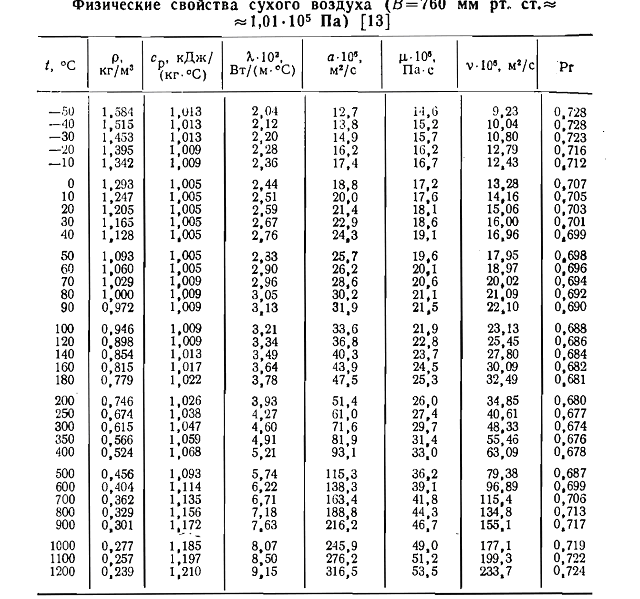 Физические свойства сухого воздуха (B=760 мм рт. ст.≈
≈1,01·10⁵ Па) [13]
t, °C ρ, кг/м³ c_p, кДж/(кг·°C) λ·10², Вт/(м·°C) a·10⁶, м²/с μ·10⁶, Па·с ν·10⁶, м²/с Pr
—50 1,584 1,013 2,04 12,7 14,6 9,23 0,728
—40 1,515 1,013 2,12 13,8 15,2 10,04 0,728
—30 1,453 1,013 2,20 14,9 15,7 10,80 0,723
—20 1,395 1,009 2,28 16,2 16,2 12,79 0,716
—10 1,342 1,009 2,36 17,4 16,7 12,43 0,712
0 1,293 1,005 2,44 18,8 17,2 13,28 0,707
10 1,247 1,005 2,51 20,0 17,6 14,16 0,705
20 1,205 1,005 2,59 21,4 18,1 15,06 0,703
30 1,165 1,005 2,67 22,9 18,6 16,00 0,701
40 1,128 1,005 2,76 24,3 19,1 16,96 0,699
50 1,093 1,005 2,33 25,7 19,6 17,95 0,698
60 1,060 1,005 2,90 26,2 20,1 18,97 0,696
70 1,029 1,009 2,96 28,6 20,6 20,02 0,694
80 1,000 1,009 3,05 30,2 21,1 21,09 0,692
90 0,972 1,009 3,13 31,9 21,5 22,10 0,690
100 0,946 1,009 3,21 33,6 21,9 23,13 0,688
120 0,898 1,009 3,34 36,8 22,8 25,45 0,686
140 0,854 1,013 3,49 40,3 23,7 27,80 0,684
160 0,815 1,017 3,64 43,9 24,5 30,09 0,682
180 0,779 1,022 3,78 47,5 25,3 32,49 0,681
200 0,746 1,026 3,93 51,4 26,0 34,85 0,680
250 0,674 1,038 4,27 61,0 27,4 40,61 0,677
300 0,615 1,047 4,60 71,6 29,7 48,33 0,674
350 0,566 1,059 4,91 81,9 31,4 55,46 0,676
400 0,524 1,068 5,21 93,1 33,0 63,09 0,678
500 0,456 1,093 5,74 115,3 36,2 79,38 0,687
600 0,404 1,114 6,22 138,3 39,1 96,89 0,699
700 0,362 1,135 6,71 163,4 41,8 115,4 0,706
800 0,329 1,156 7,18 188,8 44,3 134,8 0,713
900 0,301 1,172 7,63 216,2 46,7 155,1 0,717
1000 0,277 1,185 8,07 245,9 49,0 177,1 0,719
1100 0,257 1,197 8,50 276,2 51,2 199,3 0,722
1200 0,239 1,210 9,15 316,5 53,5 233,7 0,724